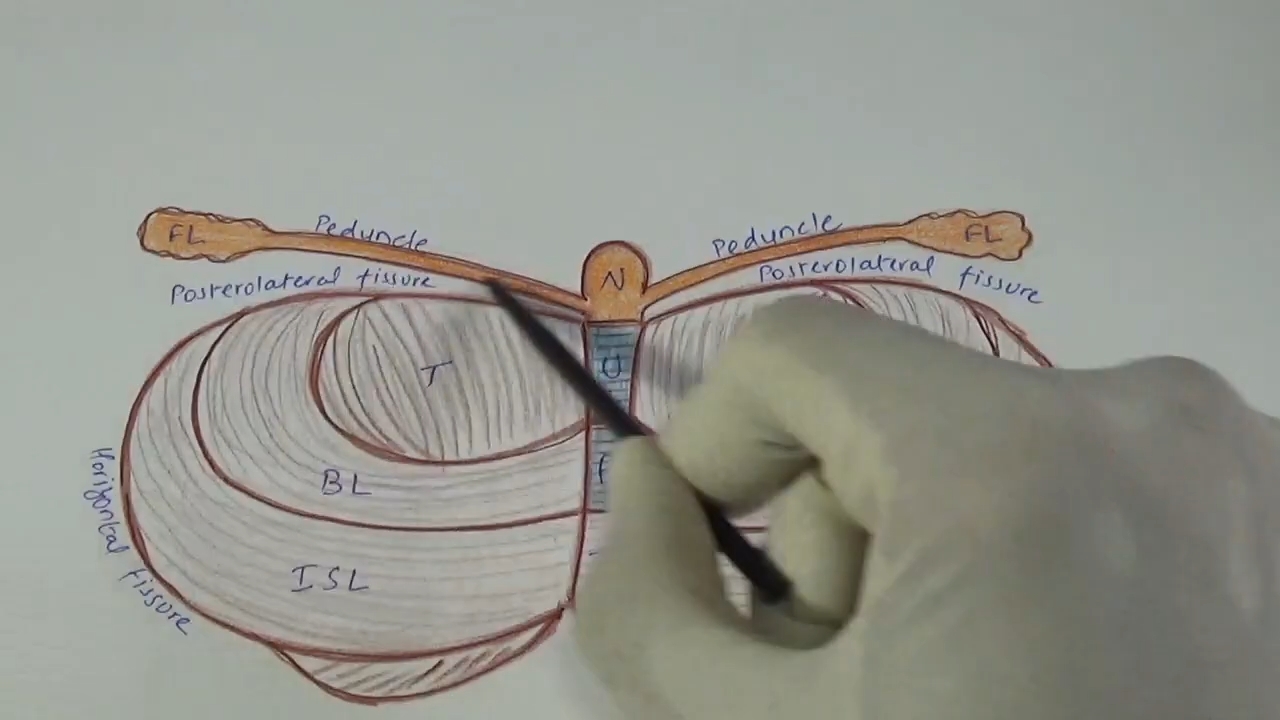 FL
Peduncle
Peduncle
FL
N
Posterolateral fissure
Posterolateral fissure
T
U
BL
ISL
Horizontal fissure